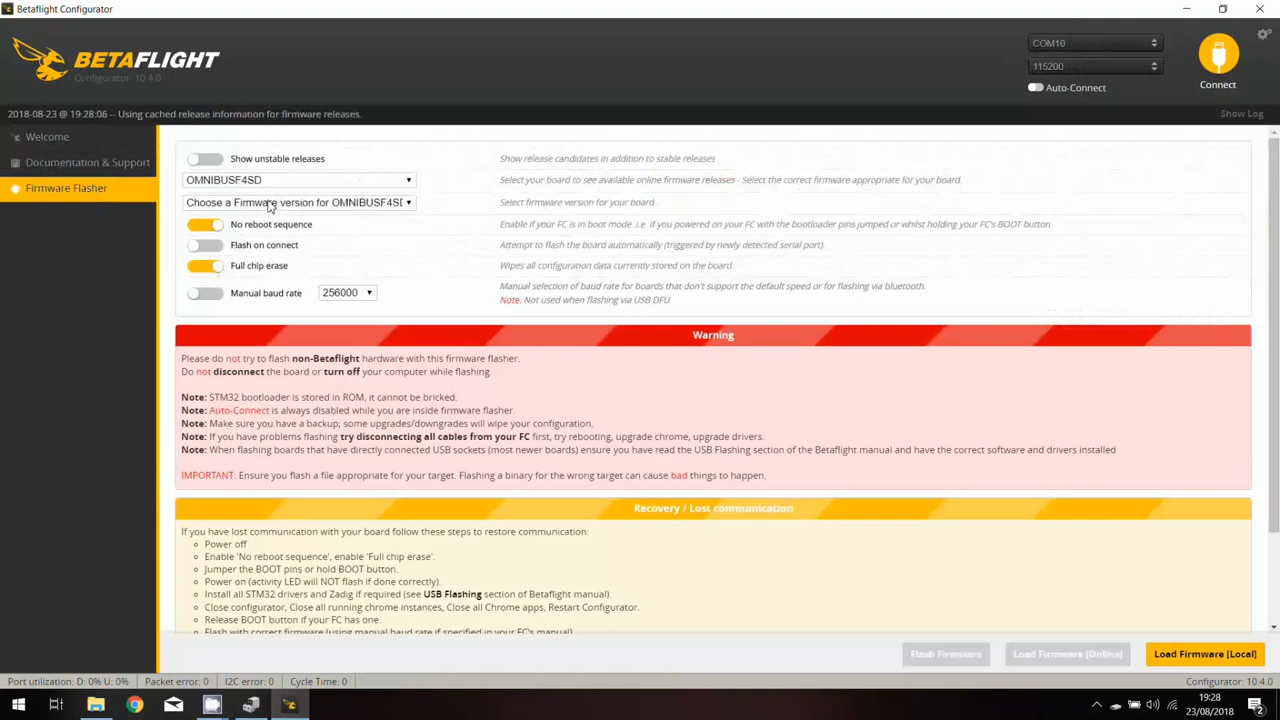 Betaflight Configurator
BETAFLIGHT
Configurator: 10.4.0
COM10
115200
Auto-Connect
Connect
2018-08-23 @ 19:28:06 -- Using cached release information for firmware releases.
Show Log
Welcome
Documentation & Support
Firmware Flasher
Show unstable releases
Show release candidates in addition to stable releases
OMNIBUSF4SD
Select your board to see available online firmware releases - Select the correct firmware appropriate for your board.
Choose a Firmware version for OMNIBUSF4SD
Select firmware version for your board.
No reboot sequence
Enable if your FC is in boot mode. i.e. if you powered on your FC with the bootloader pins jumped or whilst holding your FC's BOOT button.
Flash on connect
Attempt to flash the board automatically (triggered by newly detected serial port).
Full chip erase
Wipes all configuration data currently stored on the board.
Manual baud rate
256000
Manual selection of baud rate for boards that don't support the default speed or for flashing via bluetooth.
Note: Not used when flashing via USB DFU
Warning
Please do not try to flash non-Betaflight hardware with this firmware flasher.
Do not disconnect the board or turn off your computer while flashing.
Note: STM32 bootloader is stored in ROM, it cannot be bricked.
Note: Auto-Connect is always disabled while you are inside firmware flasher.
Note: Make sure you have a backup; some upgrades/downgrades will wipe your configuration.
Note: If you have problems flashing try disconnecting all cables from your FC first, try rebooting, upgrade chrome, upgrade drivers.
Note: When flashing boards that have directly connected USB sockets (most newer boards) ensure you have read the USB Flashing section of the Betaflight manual and have the correct software and drivers installed
IMPORTANT: Ensure you flash a file appropriate for your target. Flashing a binary for the wrong target can cause bad things to happen.
Recovery / Lost communication
If you have lost communication with your board follow these steps to restore communication:
Power off
Enable 'No reboot sequence', enable 'Full chip erase'.
Jumper the BOOT pins or hold BOOT button.
Power on (activity LED will NOT flash if done correctly).
Install all STM32 drivers and Zadig if required (see USB Flashing section of Betaflight manual).
Close configurator, Close all running chrome instances, Close all Chrome apps, Restart Configurator.
Release BOOT button if your FC has one.
Flash with correct firmware (using manual baud rate if specified in your FC's manual).
Flash Firmware
Load Firmware [Online]
Load Firmware [Local]
Port utilization: D: 0% U: 0%
Packet error: 0
I2C error: 0
Cycle Time: 0
Configurator: 10.4.0
19:28
23/08/2018
2